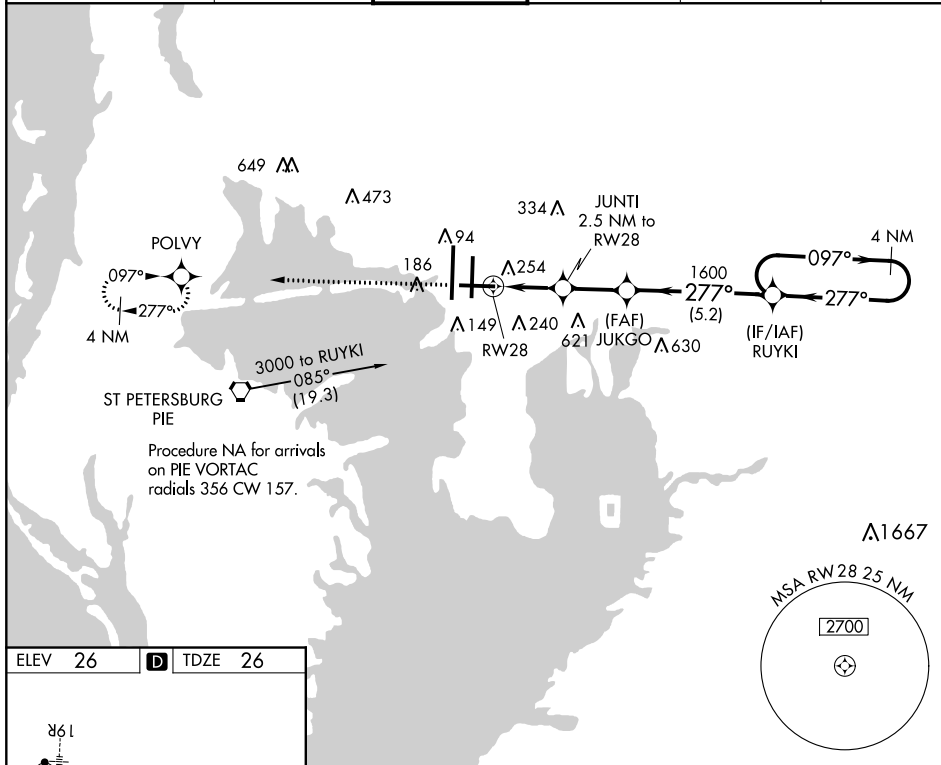 649
473
334
JUNTI
2.5 NM to
RW28
4 NM
POLVY
94
097°
186
254
1600
097°
277°
277°
277°
(5.2)
4 NM
149
240
(FAF)
(IF/IAF)
RW28
621
JUKGO
630
RUYKI
3000 to RUYKI
085°
(19.3)
ST PETERSBURG
PIE
Procedure NA for arrivals
on PIE VORTAC
radials 356 CW 157.
1667
MSA RW28 25 NM
2700
ELEV 26 D TDZE 26
19R